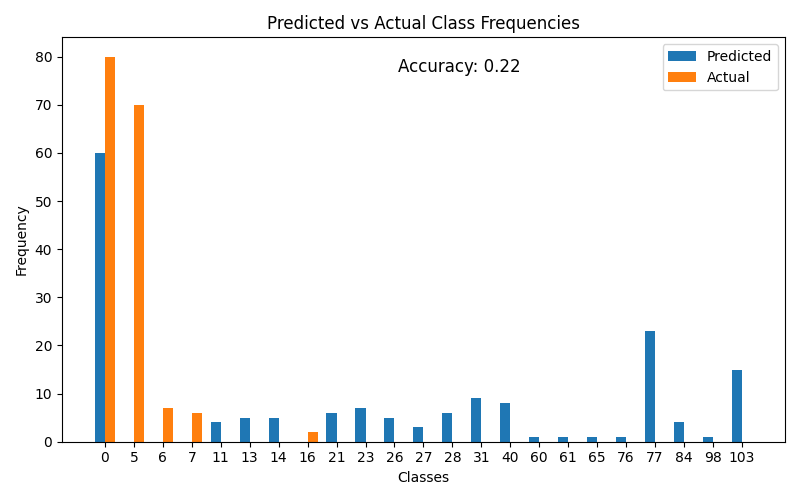 Predicted vs Actual Class Frequencies
Accuracy: 0.22
Predicted
Actual
Frequency
80
70
60
50
40
30
20
10
0
0 5 6 7 11 13 14 16 21 23 26 27 28 31 40 60 61 65 76 77 84 98 103
Classes